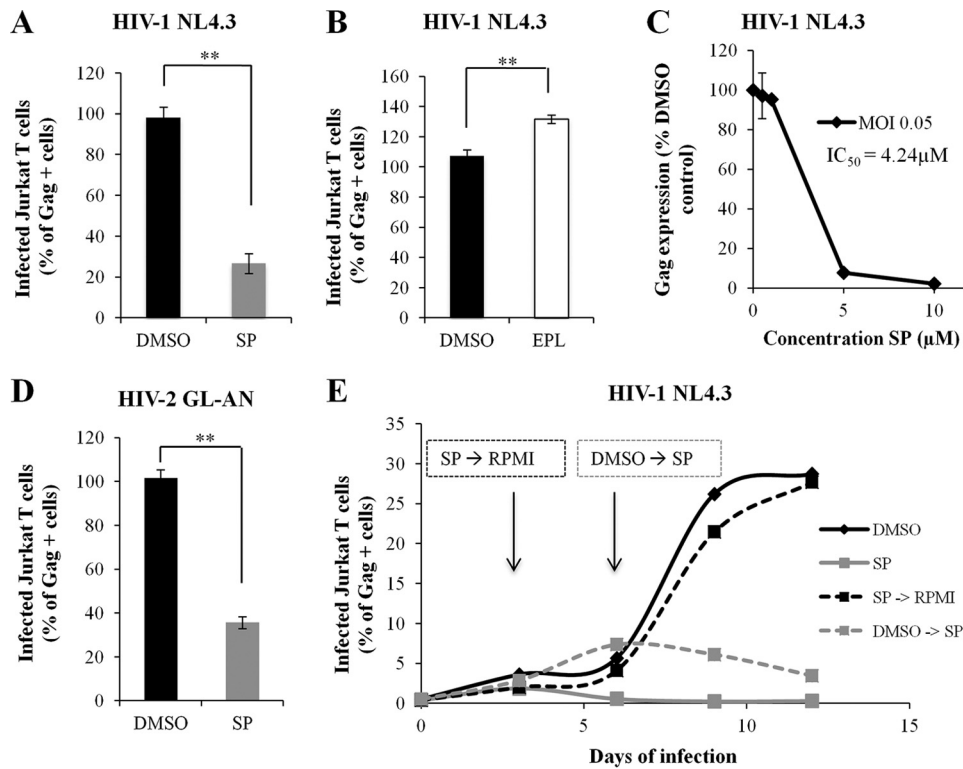 A
HIV-1 NL4.3
**
Infected Jurkat T cells
(% of Gag + cells)
120
100
80
60
40
20
0
DMSO
SP
B
HIV-1 NL4.3
**
Infected Jurkat T cells
(% of Gag + cells)
160
140
120
100
80
60
40
20
0
DMSO
EPL
C
HIV-1 NL4.3
Gag expression (% DMSO
control)
120
100
80
60
40
20
0
MOI 0.05
IC50 = 4.24µM
0
5
10
Concentration SP (µM)
D
HIV-2 GL-AN
**
Infected Jurkat T cells
(% of Gag + cells)
120
100
80
60
40
20
0
DMSO
SP
E
HIV-1 NL4.3
Infected Jurkat T cells
(% of Gag + cells)
35
30
25
20
15
10
5
0
SP → RPMI
DMSO → SP
DMSO
SP
SP -> RPMI
DMSO -> SP
0
5
10
15
Days of infection